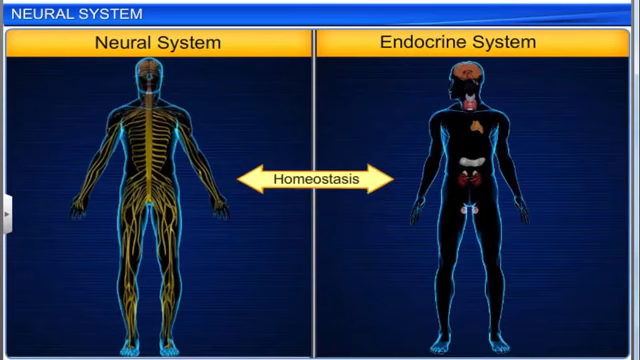 NEURAL SYSTEM
Neural System
Endocrine System
Homeostasis